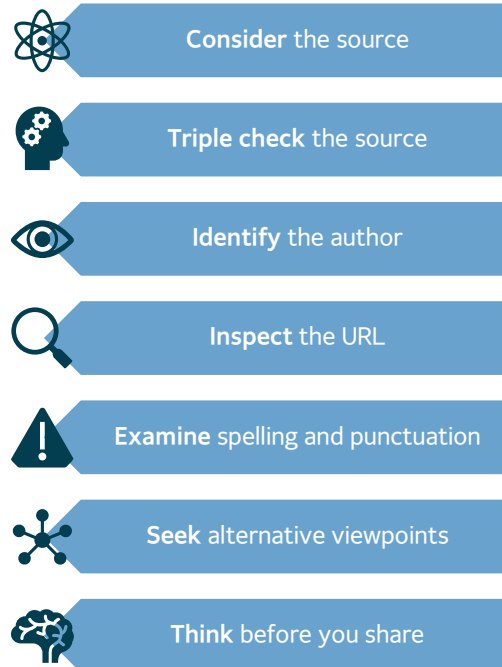 Consider the source
Triple check the source
Identify the author
Inspect the URL
Examine spelling and punctuation
Seek alternative viewpoints
Think before you share